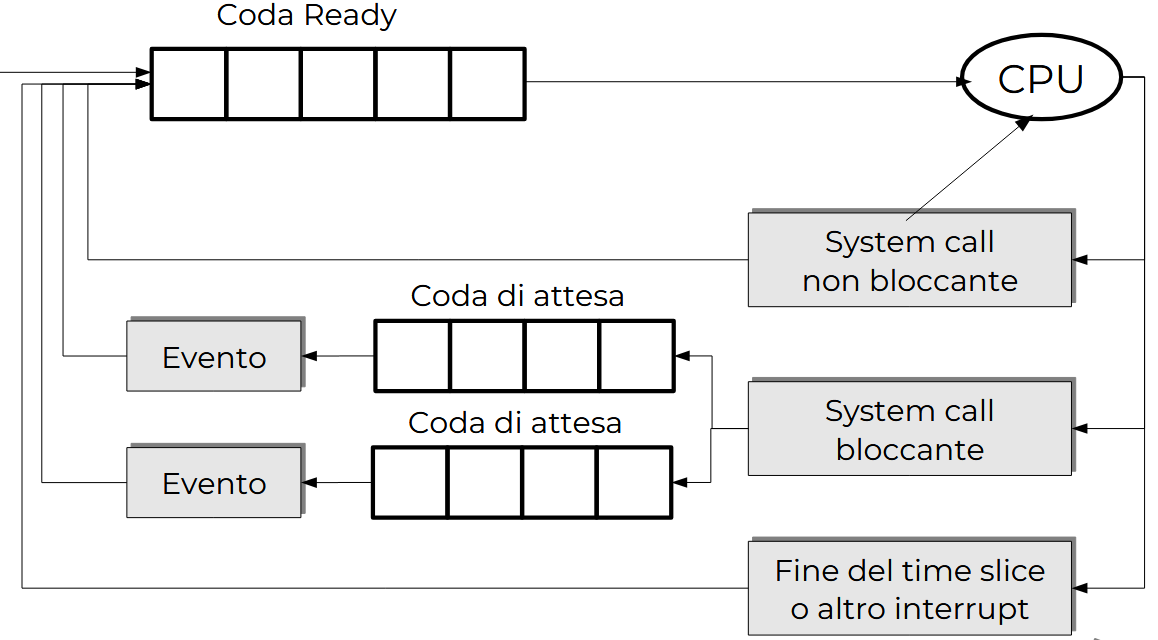 Coda Ready
CPU
System call
non bloccante
Coda di attesa
Evento
System call
bloccante
Coda di attesa
Evento
Fine del time slice
o altro interrupt